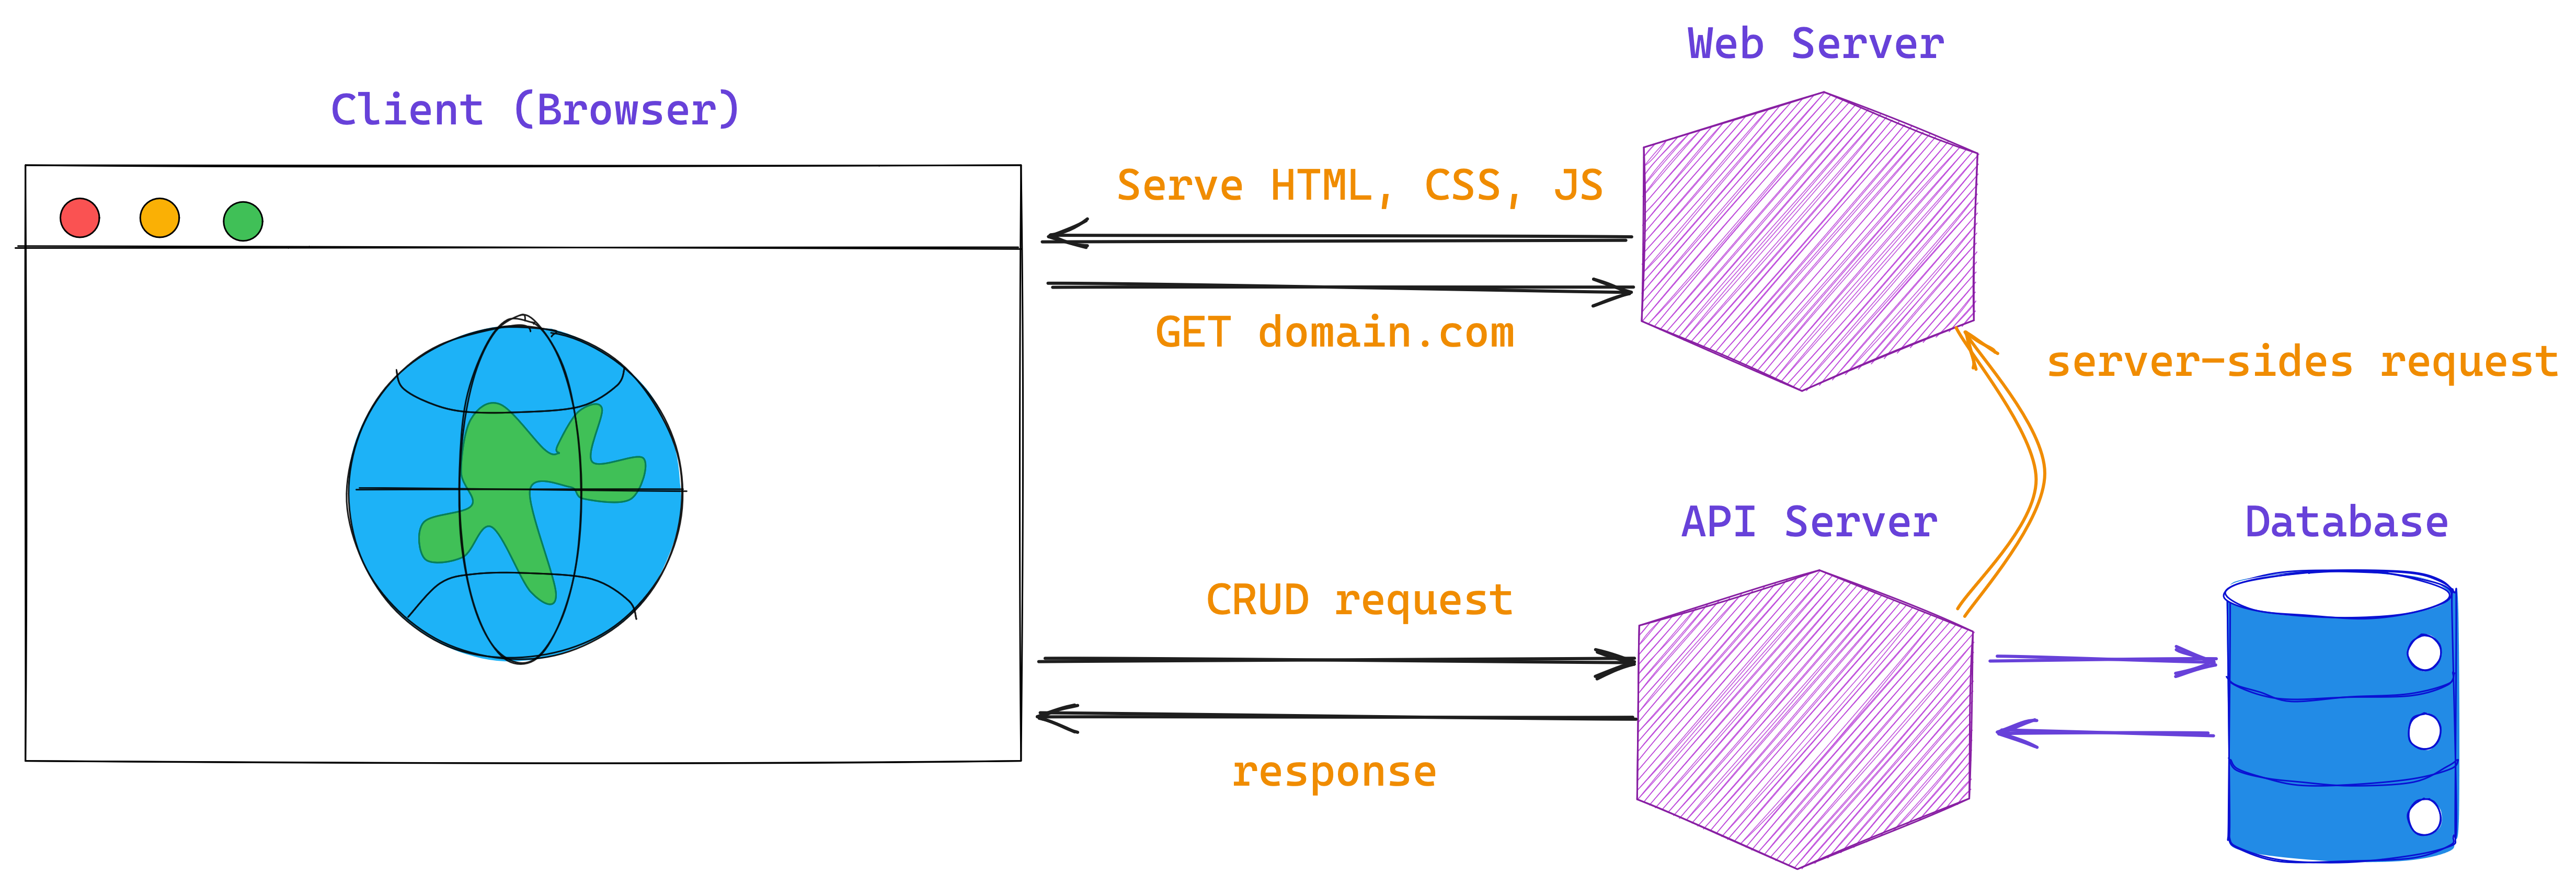 Web Server
Client (Browser)
Serve HTML, CSS, JS
GET domain.com
server-sides request
API Server
Database
CRUD request
response